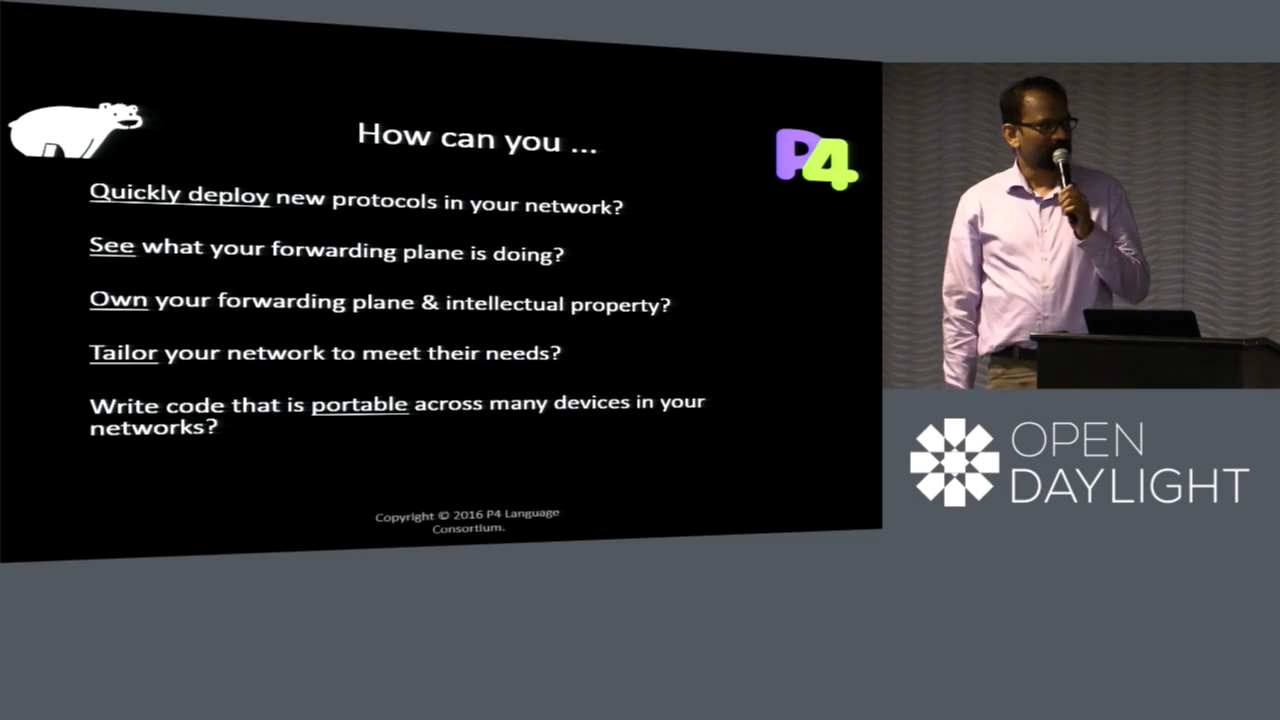 How can you ...
P4
Quickly deploy new protocols in your network?
See what your forwarding plane is doing?
Own your forwarding plane & intellectual property?
Tailor your network to meet their needs?
Write code that is portable across many devices in your
networks?
Copyright © 2016 P4 Language
Consortium.
OPEN
DAYLIGHT